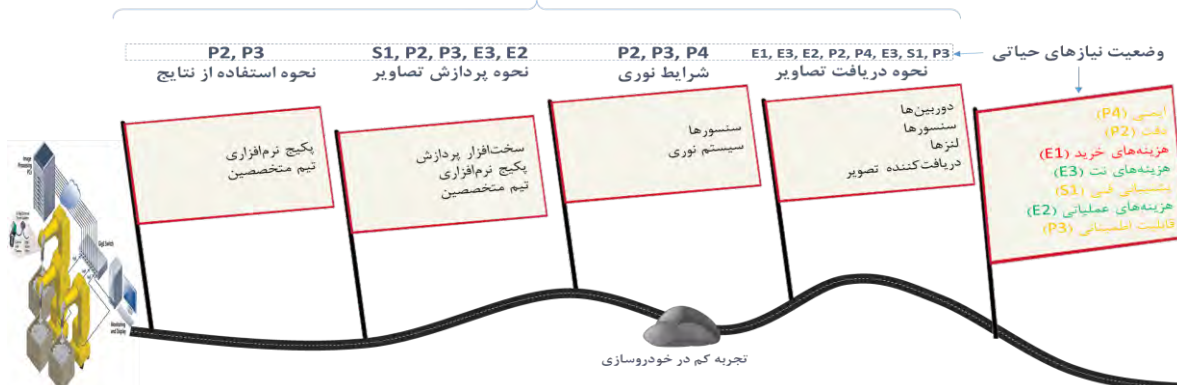 وضعیت نیازهای حیاتی
E1, E3, E2, P2, P4, E3, S1, P3
نحوه دریافت تصاویر
P2, P3, P4
شرایط نوری
S1, P2, P3, E3, E2
نحوه پردازش تصاویر
P2, P3
نحوه استفاده از نتایج
ایمنی (P4)
دقت (P2)
هزینه‌های خرید (E1)
هزینه‌های نت (E3)
پشتیبانی فنی (S1)
هزینه‌های عملیاتی (E2)
قابلیت اطمینانی (P3)
دوربین‌ها
سنسورها
لنزها
دریافت‌کننده تصویر
سنسورها
سیستم نوری
سخت‌افزار پردازش
پکیج نرم‌افزاری
تیم متخصصین
پکیج نرم‌افزاری
تیم متخصصین
تجربه کم در خودروسازی
Image
Processing